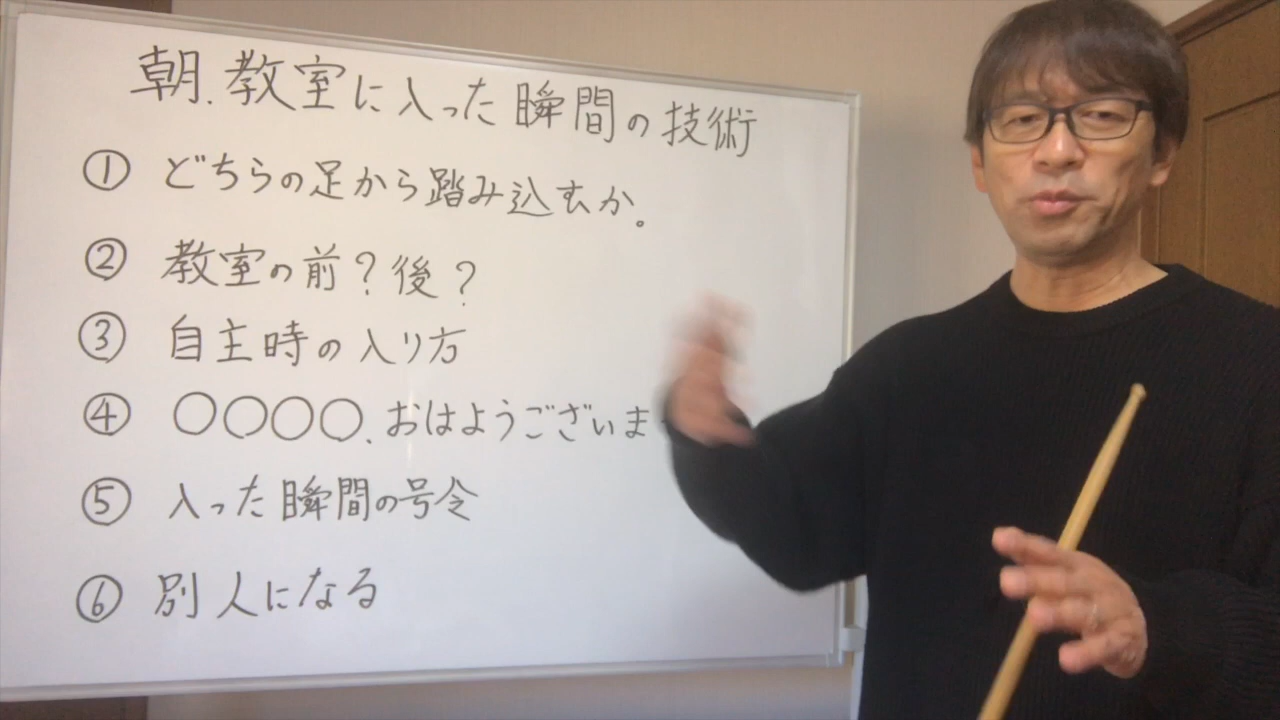 朝.教室に入った瞬間の技術
① どちらの足から踏み込むか。
② 教室の前?後?
③ 自主時の入り方
④ 〇〇〇〇.おはようございま
⑤ 入った瞬間の号令
⑥ 別人になる